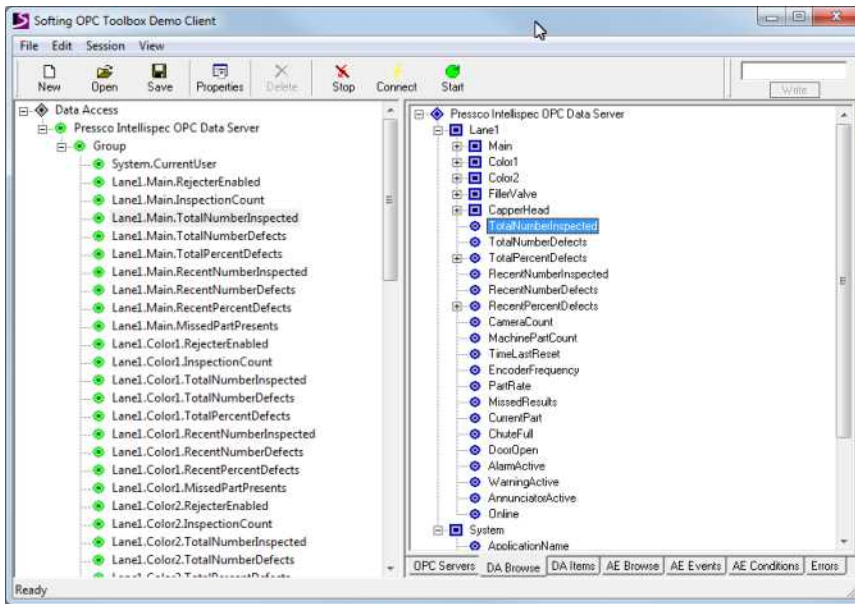 Softing OPC Toolbox Demo Client
File Edit Session View
New Open Save Properties Delete Stop Connect Start Write
Data Access
Pressco Intellispec OPC Data Server
Group
System.CurrentUser
Lane1.Main.RejecterEnabled
Lane1.Main.InspectionCount
Lane1.Main.TotalNumberInspected
Lane1.Main.TotalNumberDefects
Lane1.Main.TotalPercentDefects
Lane1.Main.RecentNumberInspected
Lane1.Main.RecentNumberDefects
Lane1.Main.RecentPercentDefects
Lane1.Main.MissedPartPresents
Lane1.Color1.RejecterEnabled
Lane1.Color1.InspectionCount
Lane1.Color1.TotalNumberInspected
Lane1.Color1.TotalNumberDefects
Lane1.Color1.TotalPercentDefects
Lane1.Color1.RecentNumberInspected
Lane1.Color1.RecentNumberDefects
Lane1.Color1.RecentPercentDefects
Lane1.Color1.MissedPartPresents
Lane1.Color2.RejecterEnabled
Lane1.Color2.InspectionCount
Lane1.Color2.TotalNumberInspected
Lane1.Color2.TotalNumberDefects
Pressco Intellispec OPC Data Server
Lane1
Main
Color1
Color2
FillerValve
CapperHead
TotalNumberInspected
TotalNumberDefects
TotalPercentDefects
RecentNumberInspected
RecentNumberDefects
RecentPercentDefects
CameraCount
MachinePartCount
TimeLastReset
EncoderFrequency
PartRate
MissedResults
CurrentPart
ChuteFull
DoorOpen
AlarmActive
WarningActive
AnnunciatorActive
Online
System
ApplicationName
OPC Servers DA Browse DA Items AE Browse AE Events AE Conditions Errors
Ready